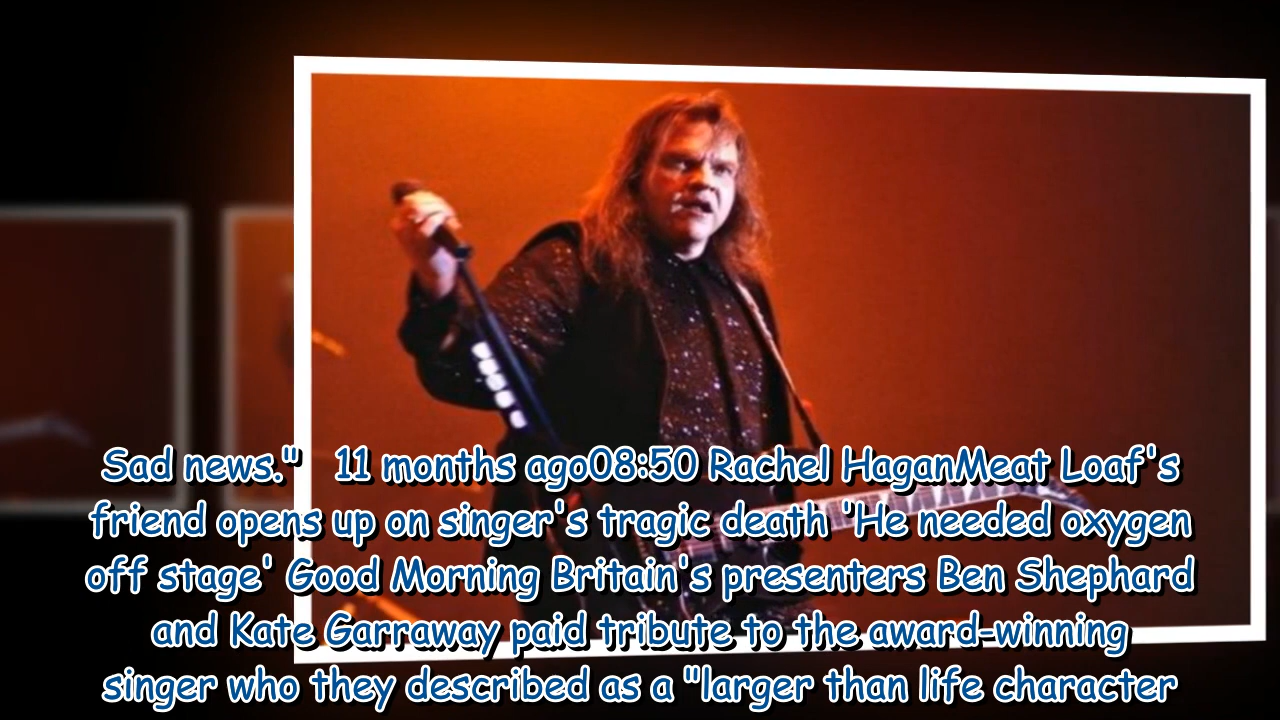 Sad news." 11 months ago08:50 Rachel HaganMeat Loaf's
friend opens up on singer's tragic death 'He needed oxygen
off stage' Good Morning Britain's presenters Ben Shephard
and Kate Garraway paid tribute to the award-winning
singer who they described as a "larger than life character